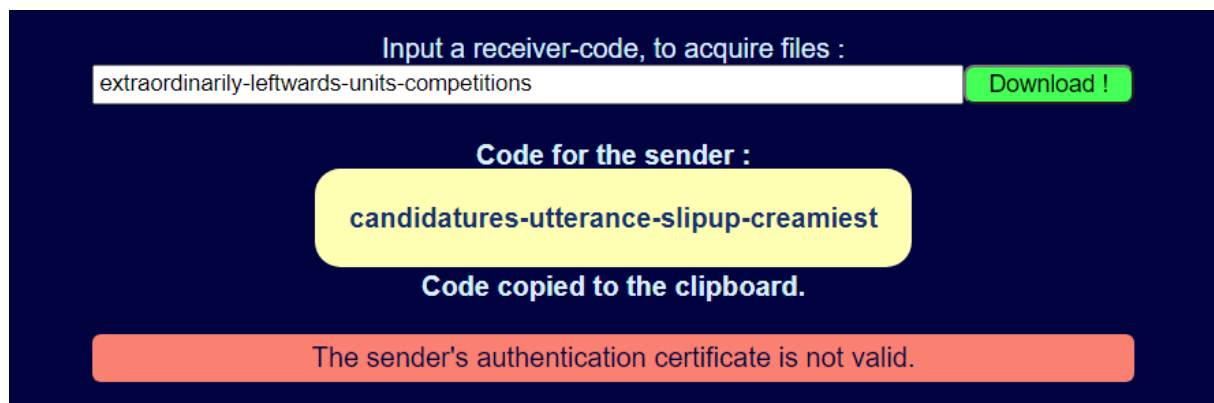 Input a receiver-code, to acquire files :
extraordinarily-leftwards-units-competitions Download !
Code for the sender :
candidatures-utterance-slipup-creamiest
Code copied to the clipboard.
The sender's authentication certificate is not valid.